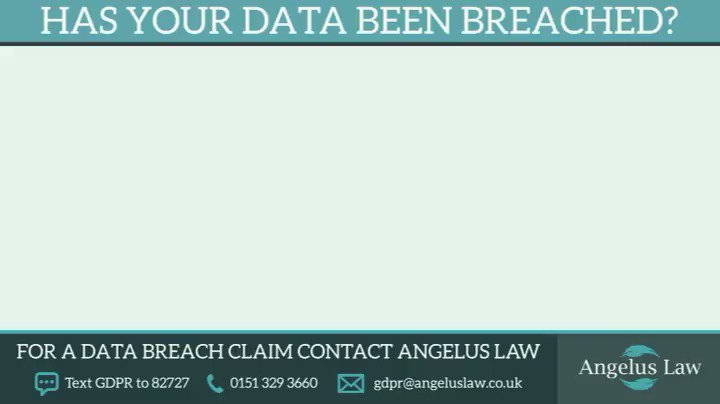 HAS YOUR DATA BEEN BREACHED?
FOR A DATA BREACH CLAIM CONTACT ANGELUS LAW
Text GDPR to 82727 0151 329 3660 gdpr@angeluslaw.co.uk
Angelus Law